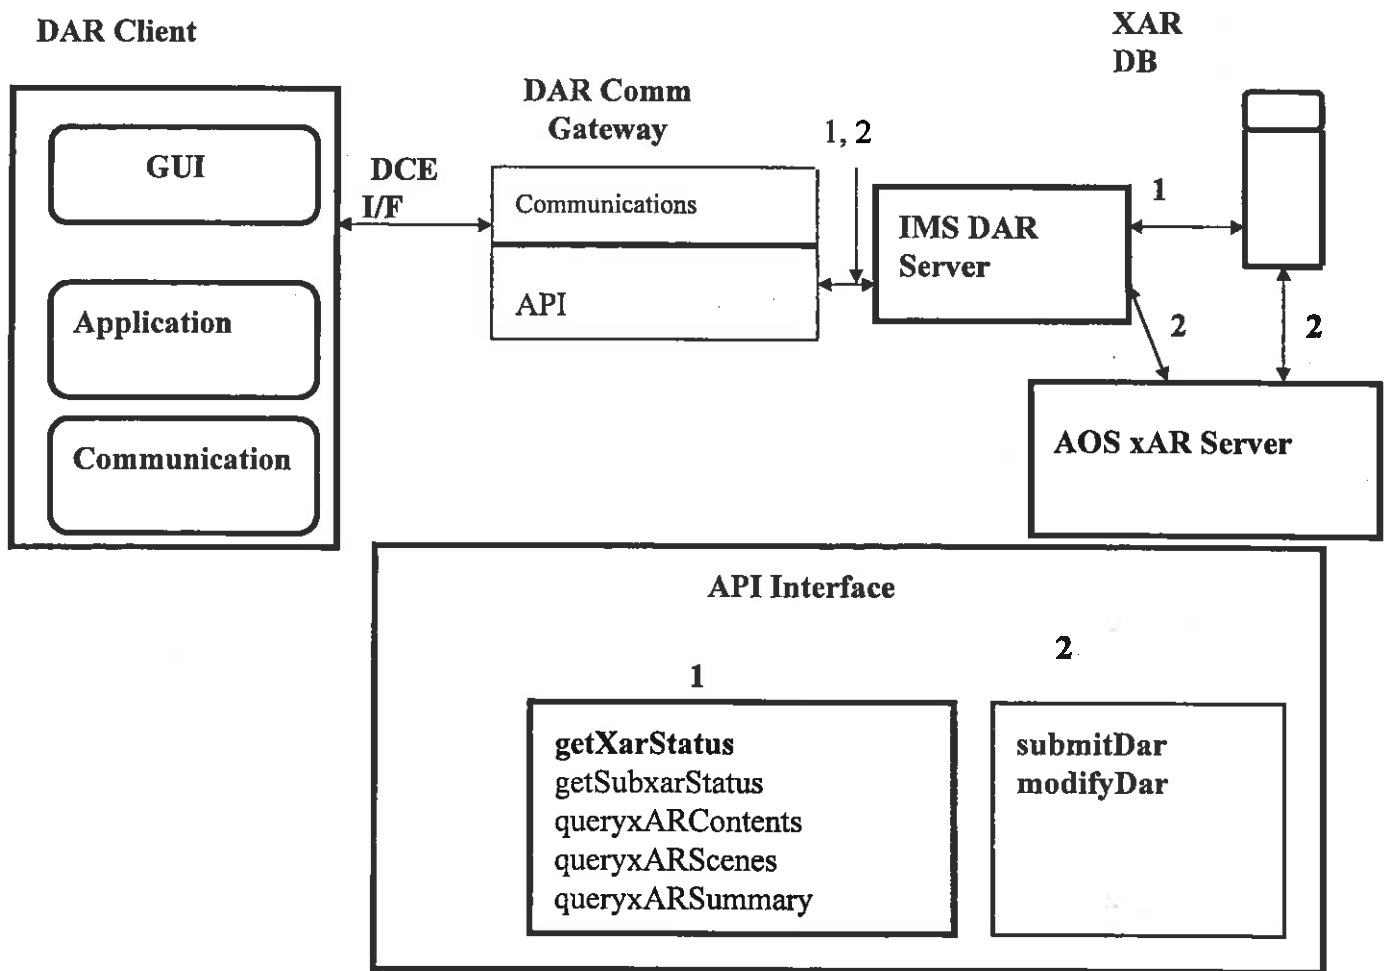 DAR Client
XAR
DB
DAR Comm
Gateway
1, 2
GUI
DCE
I/F
Communications
API
IMS DAR
Server
1
2
2
Application
Communication
AOS xAR Server
API Interface
1
2
getXarStatus
getSubxarStatus
queryxARContents
queryxARScenes
queryxARSummary
submitDar
modifyDar